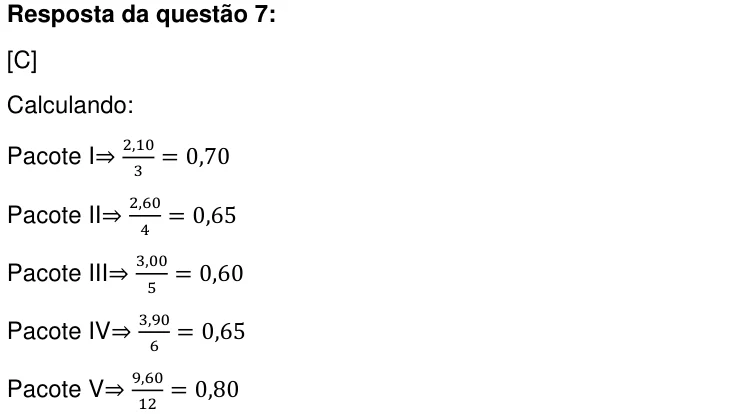 Resposta da questão 7:
[C]
Calculando:
Pacote I⇒ 2,10/3 = 0,70
Pacote II⇒ 2,60/4 = 0,65
Pacote III⇒ 3,00/5 = 0,60
Pacote IV⇒ 3,90/6 = 0,65
Pacote V⇒ 9,60/12 = 0,80